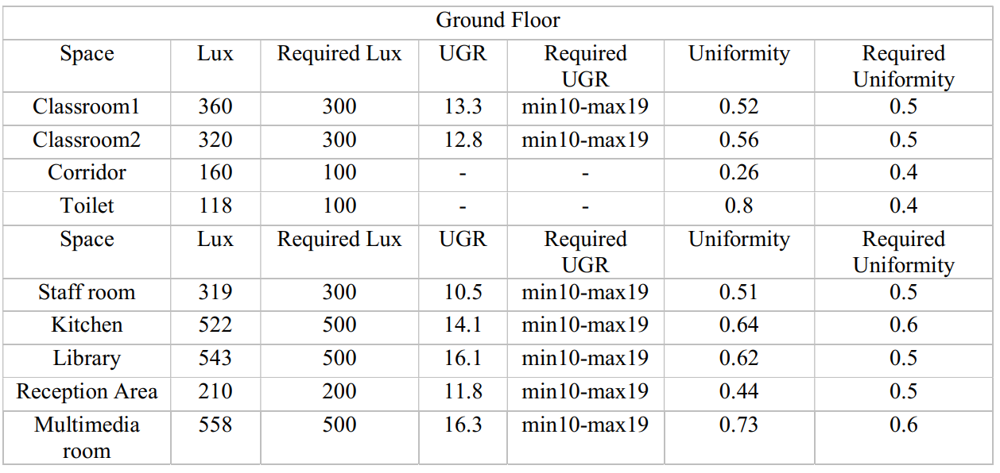 Ground Floor
Space Lux Required Lux UGR Required UGR Uniformity Required Uniformity
Classroom1 360 300 13.3 min10-max19 0.52 0.5
Classroom2 320 300 12.8 min10-max19 0.56 0.5
Corridor 160 100 - - 0.26 0.4
Toilet 118 100 - - 0.8 0.4
Space Lux Required Lux UGR Required UGR Uniformity Required Uniformity
Staff room 319 300 10.5 min10-max19 0.51 0.5
Kitchen 522 500 14.1 min10-max19 0.64 0.6
Library 543 500 16.1 min10-max19 0.62 0.5
Reception Area 210 200 11.8 min10-max19 0.44 0.5
Multimedia room 558 500 16.3 min10-max19 0.73 0.6